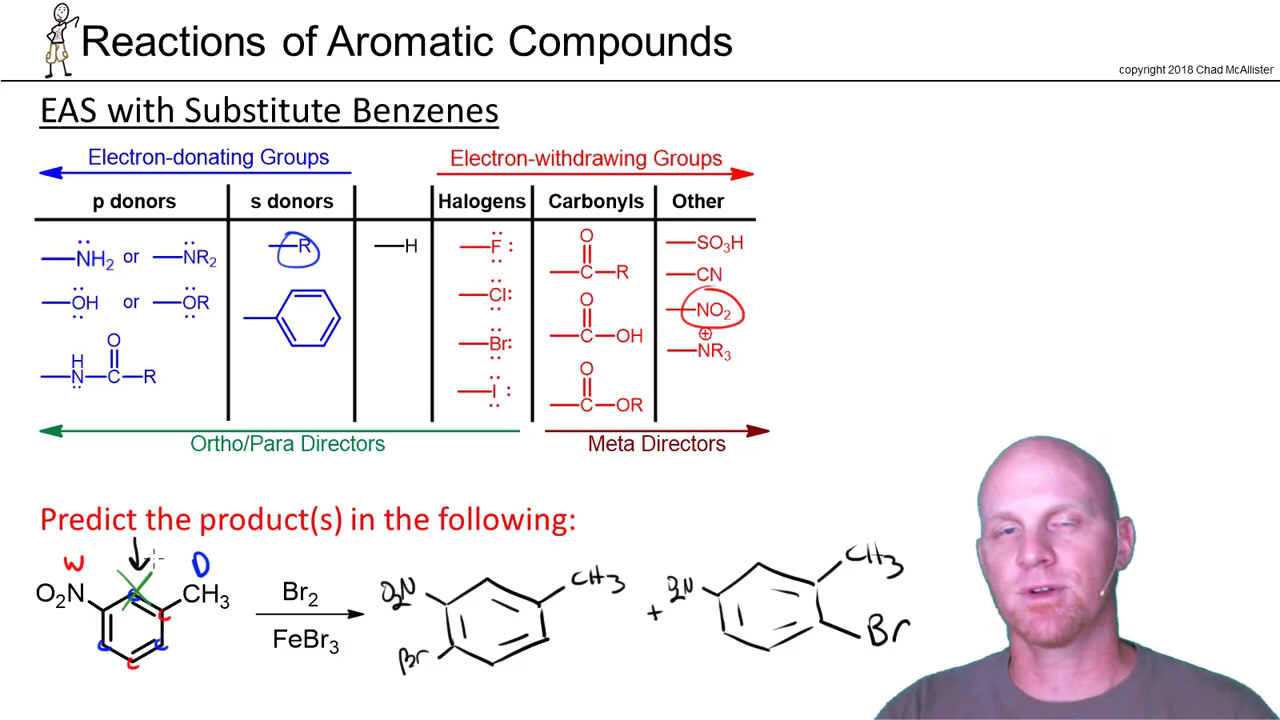 Reactions of Aromatic Compounds
copyright 2018 Chad McAllister
EAS with Substitute Benzenes
Electron-donating Groups
Electron-withdrawing Groups
p donors
s donors
Halogens
Carbonyls
Other
NH2 or NR2
R
H
F
O
C R
SO3H
CN
OH or OR
Cl
O
C OH
NO2
⊕
NR3
H O
N C R
Br
I
O
C OR
Ortho/Para Directors
Meta Directors
Predict the product(s) in the following:
W
D
O2N
CH3
Br2
FeBr3
O2N
CH3
Br
+
O2N
CH3
Br